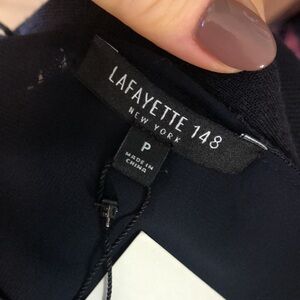 LAFAYETTE 148
NEW YORK
P
MADE IN
CHINA